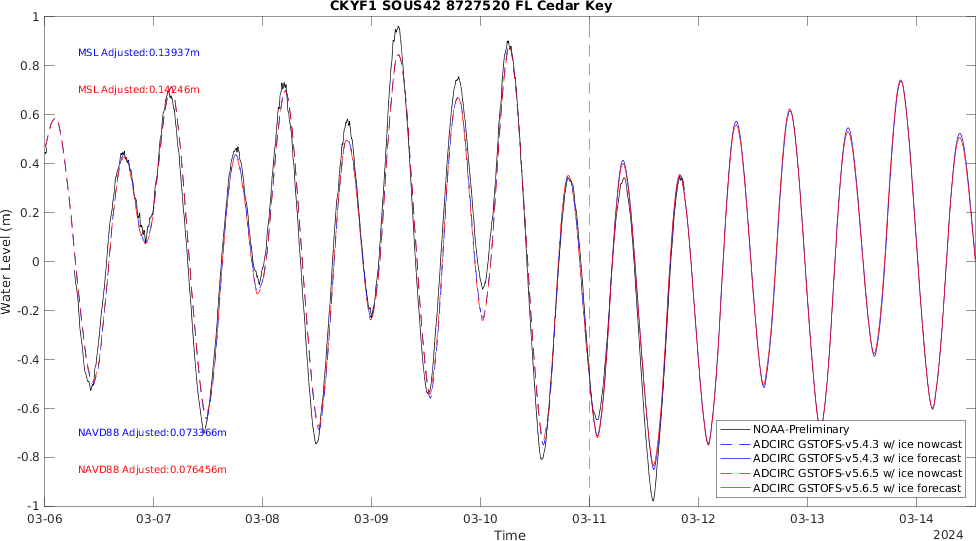 CKYF1 SOUS42 8727520 FL Cedar Key
1
0.8
0.6
0.4
0.2
0
-0.2
-0.4
-0.6
-0.8
-1
Water Level (m)
MSL Adjusted:0.13937m
MSL Adjusted:0.14246m
NAVD88 Adjusted:0.073366m
NAVD88 Adjusted:0.076456m
NOAA-Preliminary
ADCIRC GSTOFS-v5.4.3 w/ ice nowcast
ADCIRC GSTOFS-v5.4.3 w/ ice forecast
ADCIRC GSTOFS-v5.6.5 w/ ice nowcast
ADCIRC GSTOFS-v5.6.5 w/ ice forecast
03-06 03-07 03-08 03-09 03-10 03-11 03-12 03-13 03-14
Time
2024